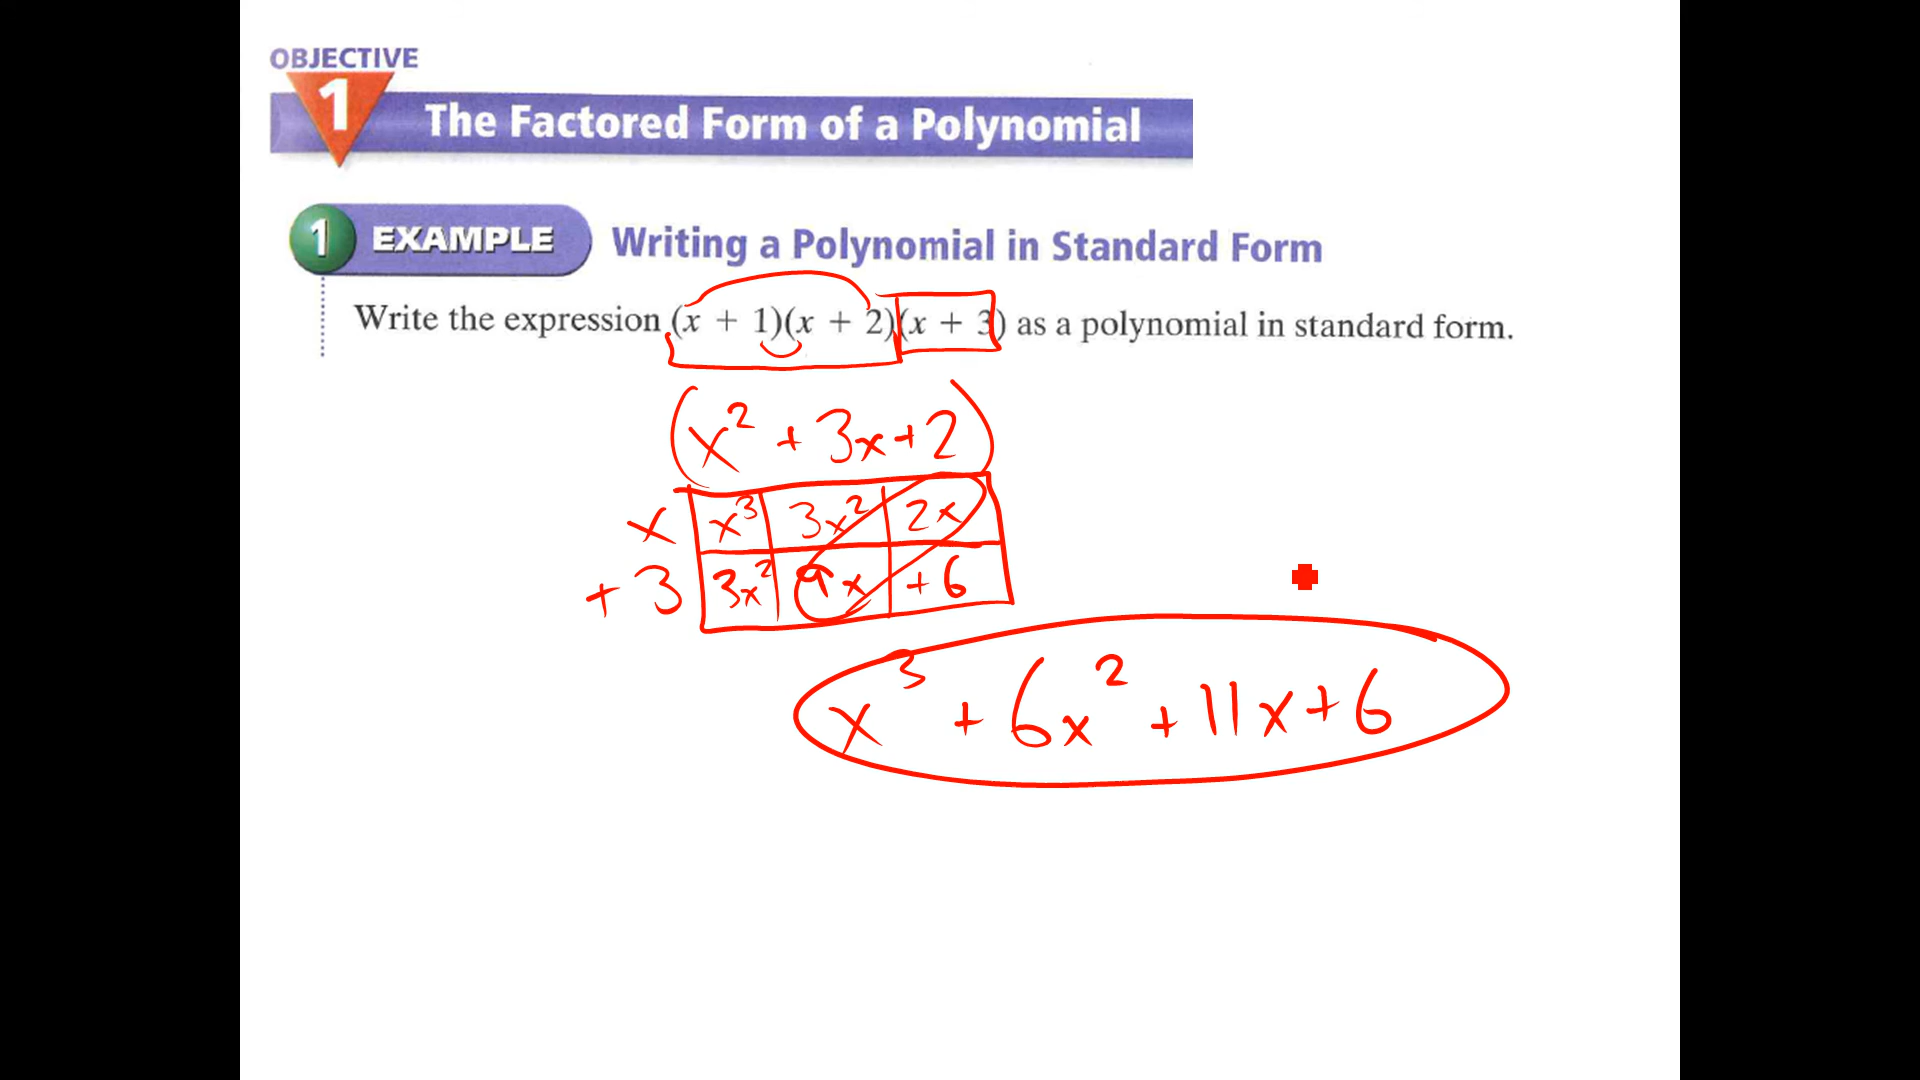 OBJECTIVE
1 The Factored Form of a Polynomial
1 EXAMPLE Writing a Polynomial in Standard Form
Write the expression (x + 1)(x + 2)(x + 3) as a polynomial in standard form.
(x² + 3x + 2)
x x³ 3x² 2x
+ 3 3x² 9x + 6
x³ + 6x² + 11x + 6